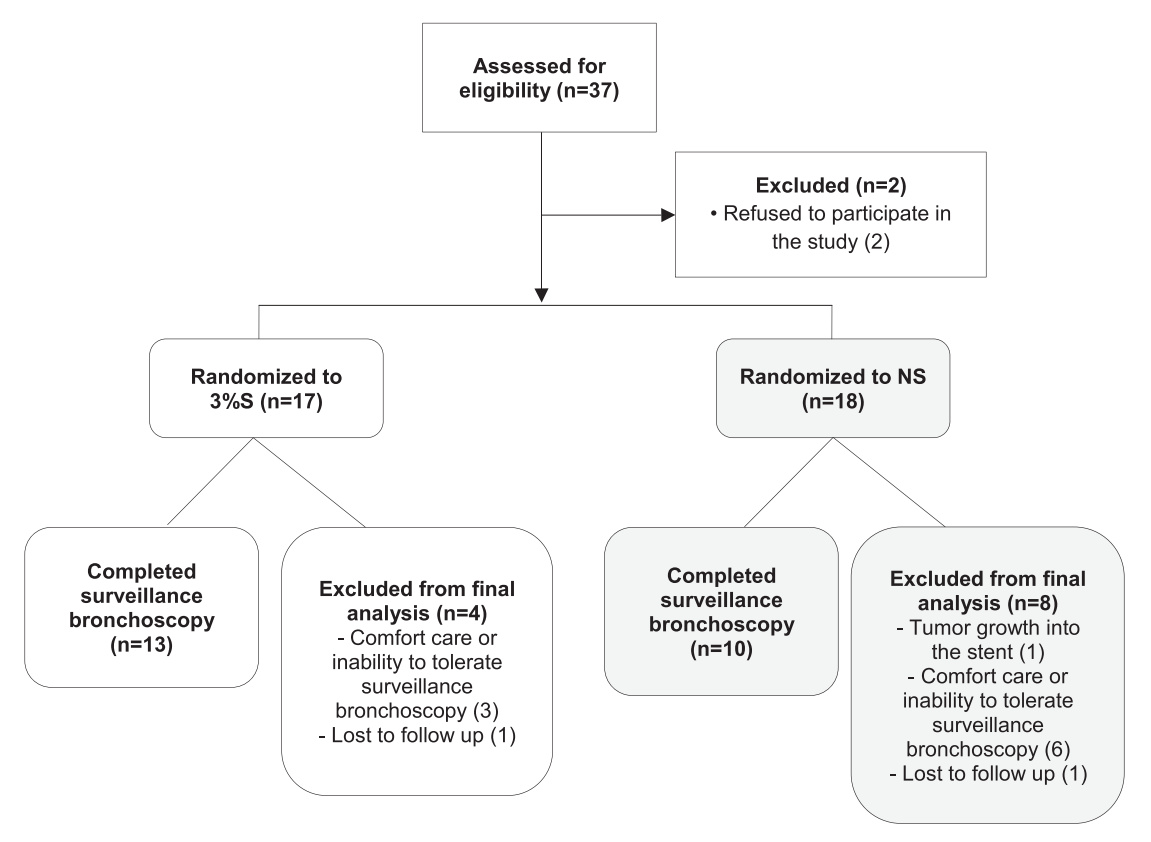 Assessed for
eligibility (n=37)
Excluded (n=2)
• Refused to participate in
the study (2)
Randomized to
3%S (n=17)
Randomized to NS
(n=18)
Completed
surveillance
bronchoscopy
(n=13)
Excluded from final
analysis (n=4)
- Comfort care or
inability to tolerate
surveillance
bronchoscopy (3)
- Lost to follow up (1)
Completed
surveillance
bronchoscopy
(n=10)
Excluded from final
analysis (n=8)
- Tumor growth into
the stent (1)
- Comfort care or
inability to tolerate
surveillance
bronchoscopy (6)
- Lost to follow up (1)